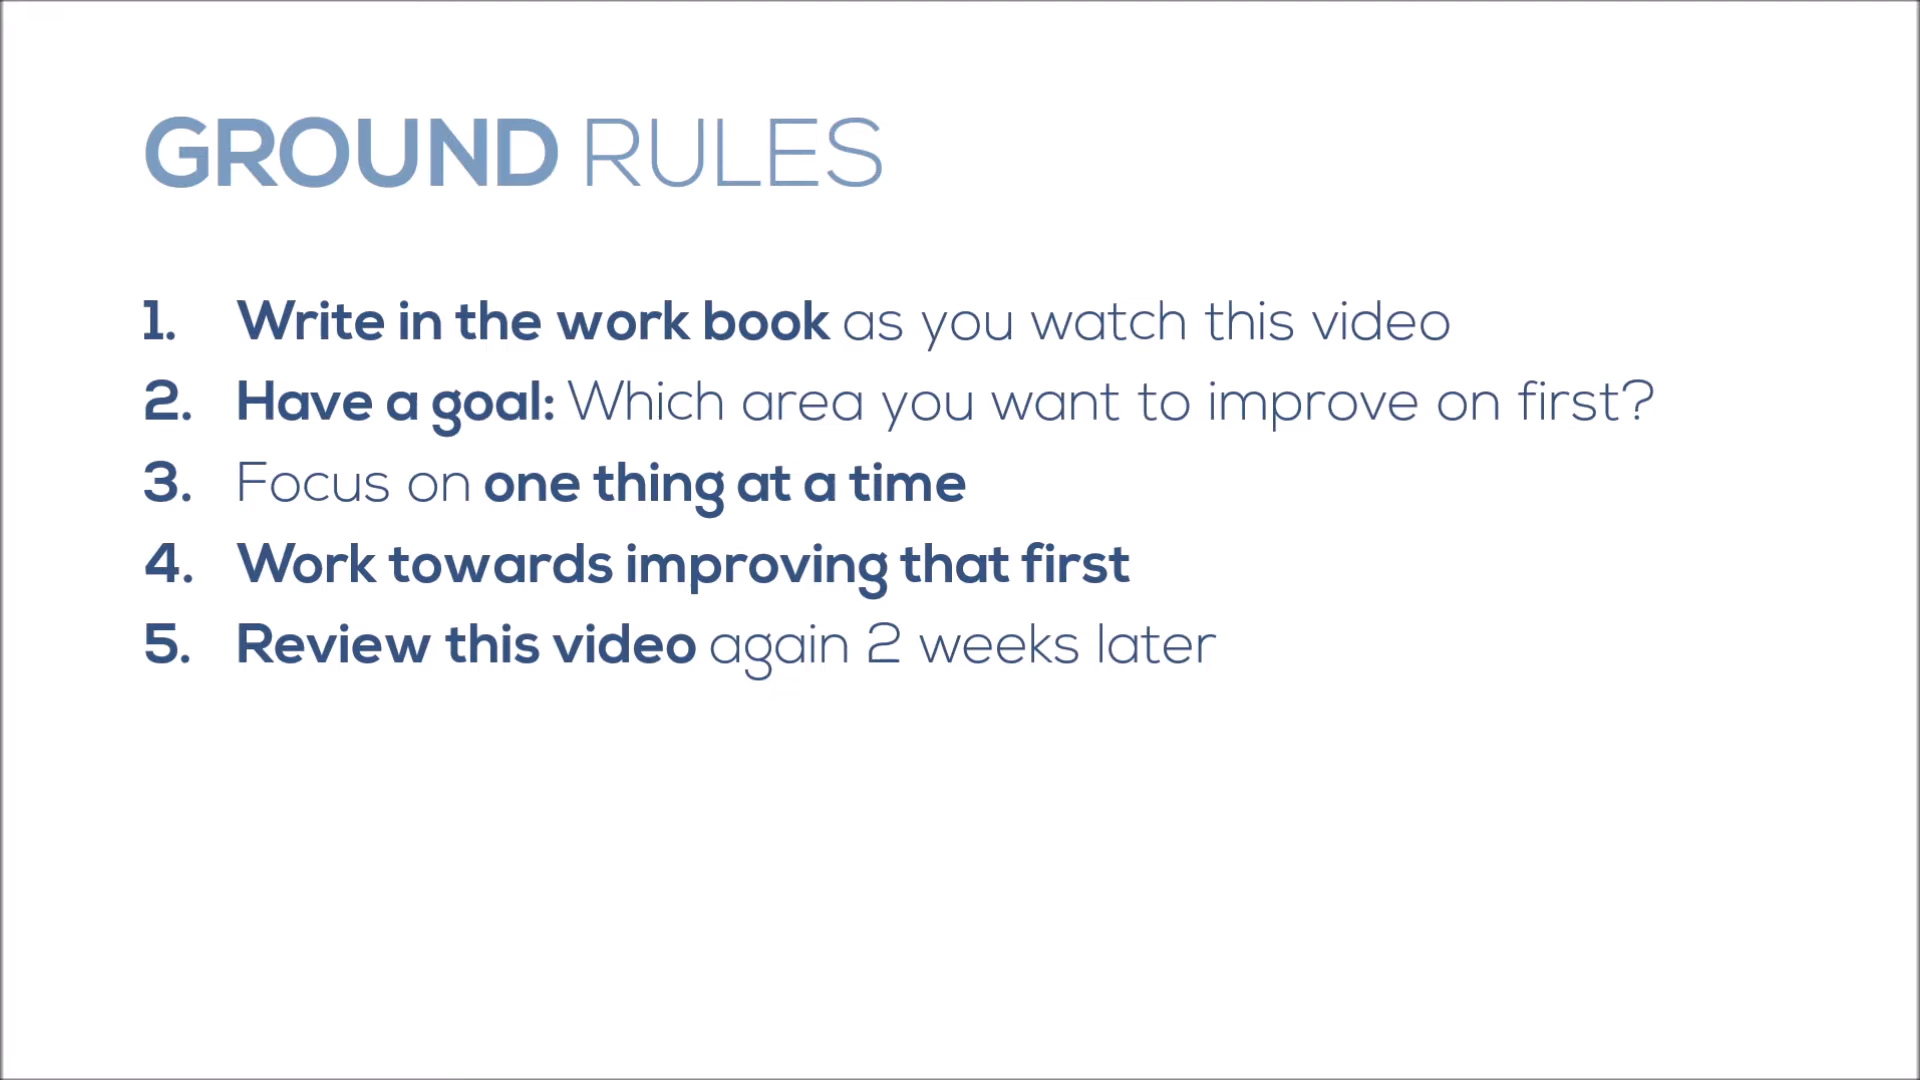 GROUND RULES
1. Write in the work book as you watch this video
2. Have a goal: Which area you want to improve on first?
3. Focus on one thing at a time
4. Work towards improving that first
5. Review this video again 2 weeks later